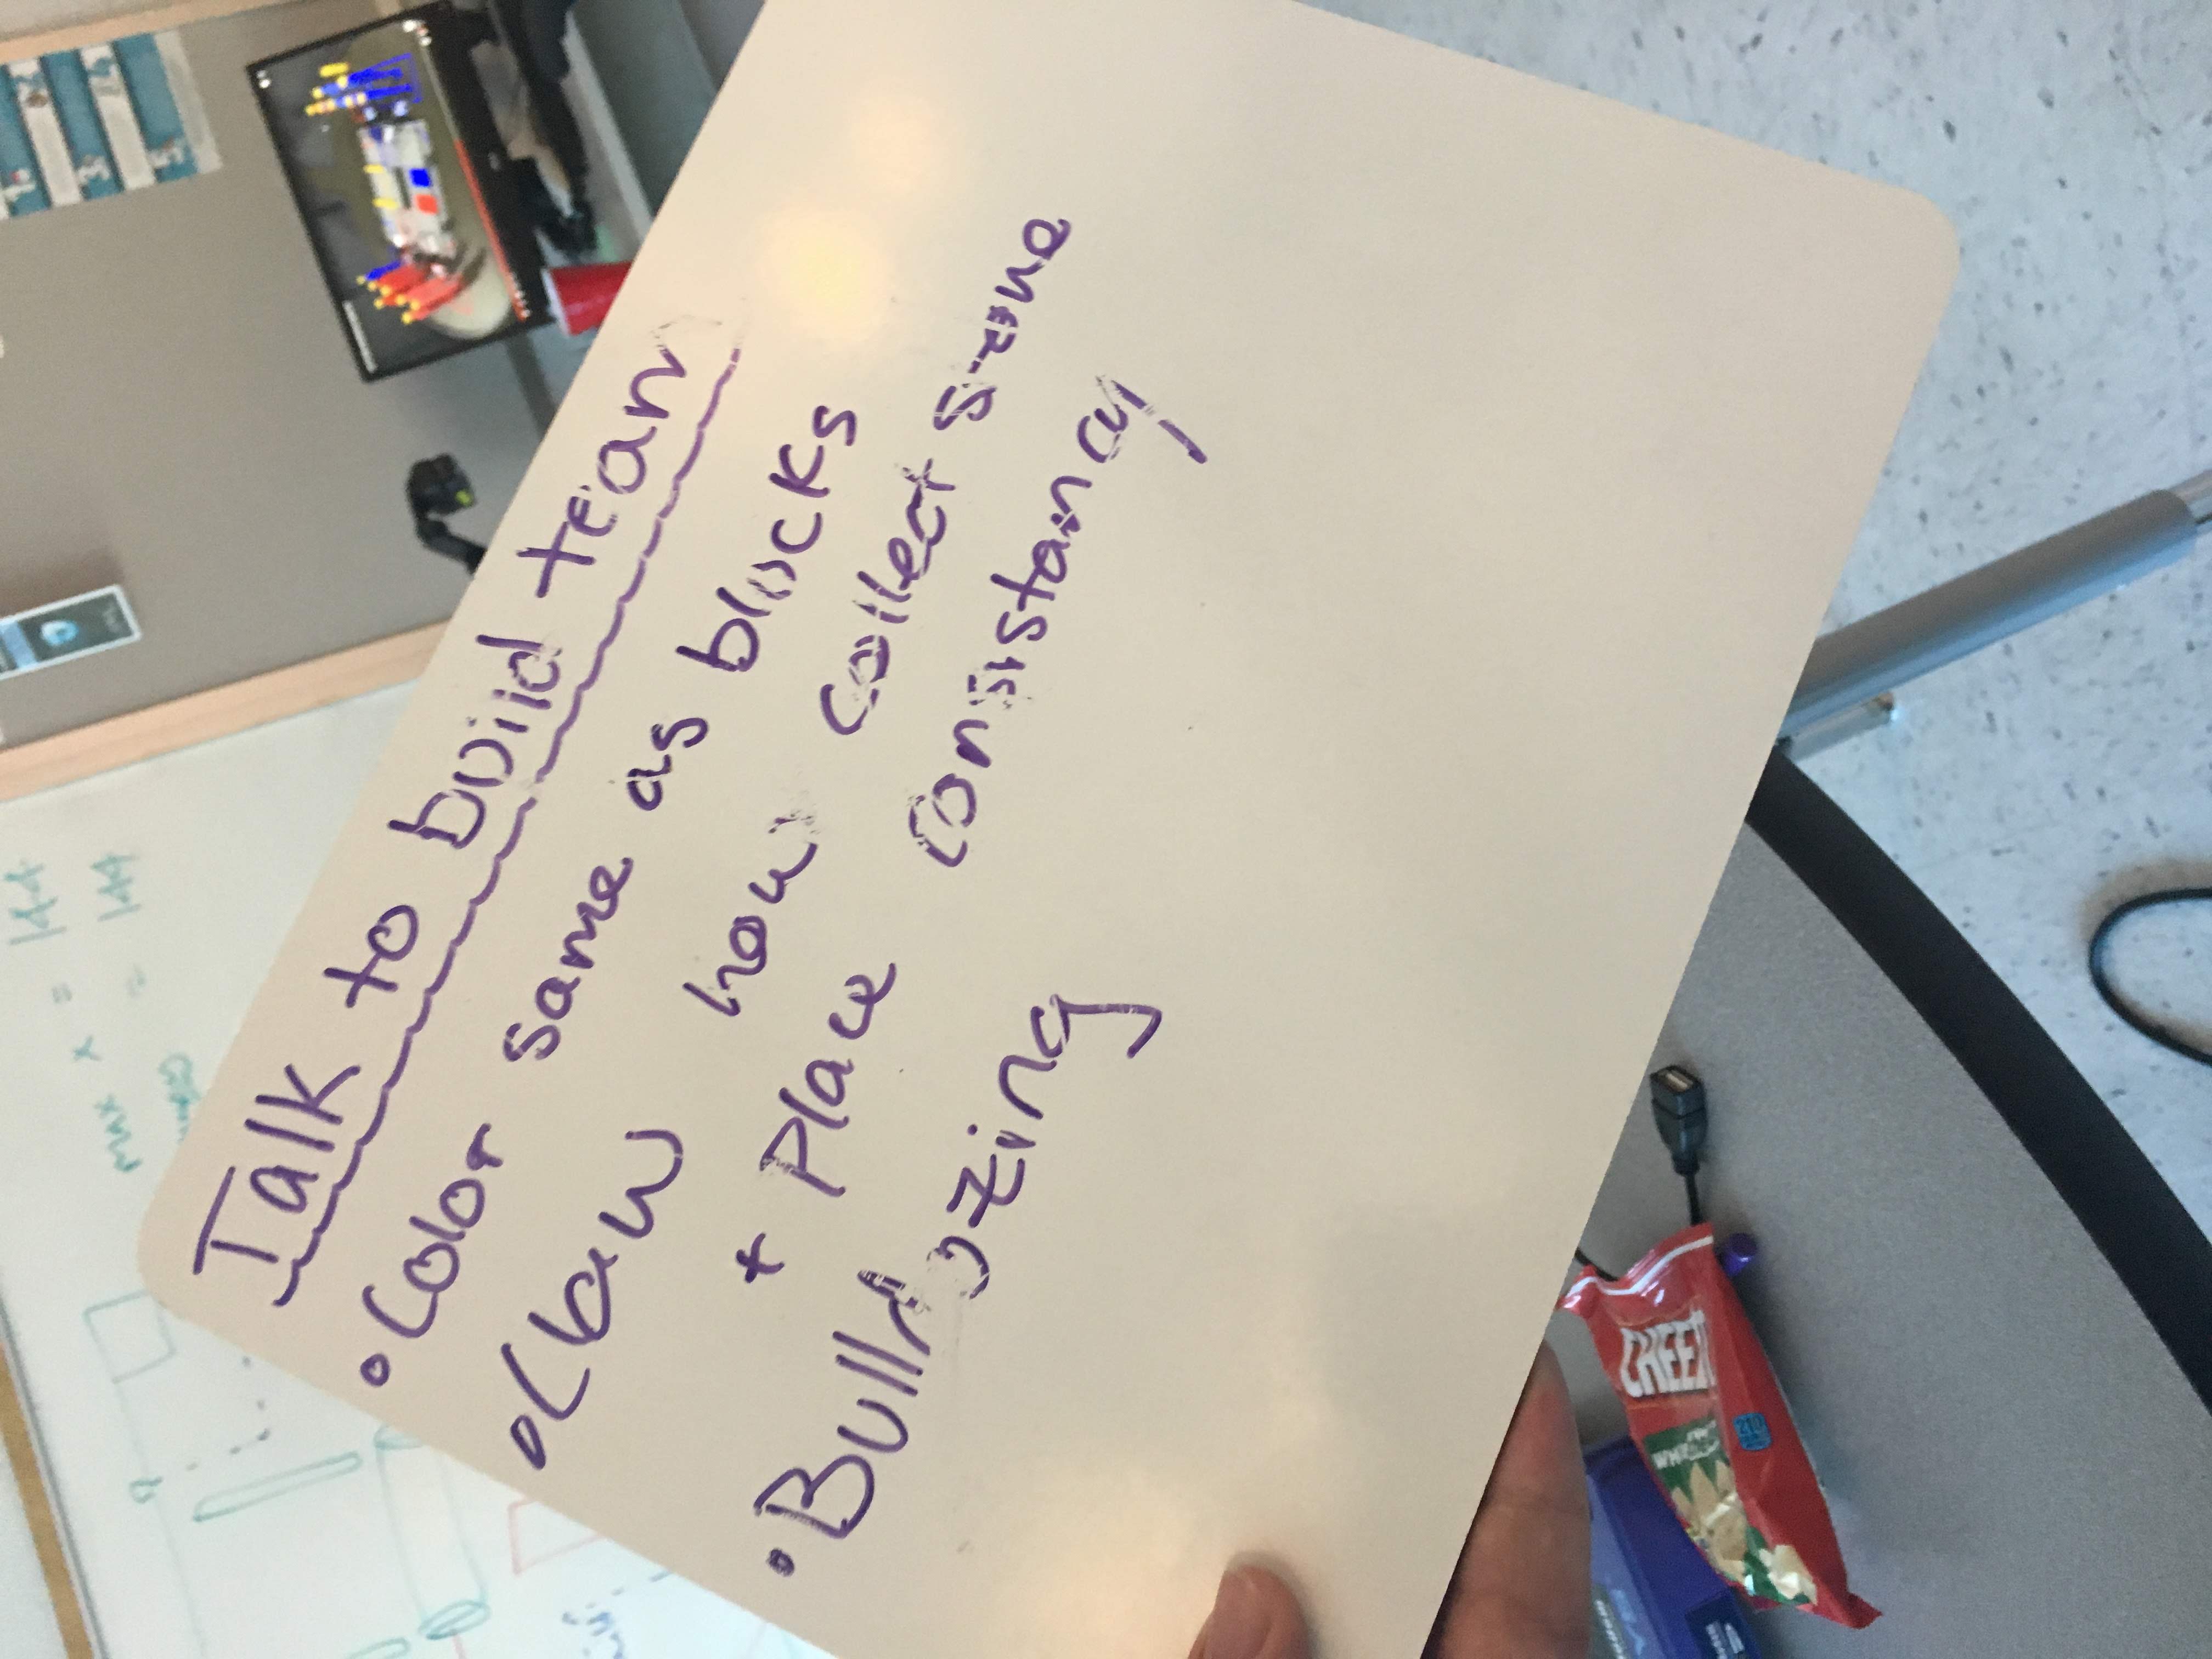 max x = 144
= 144
Talk to build team
• Color same as blocks
• Claw how collect stone
+ Place consistancy
• Bulldozing
CHEEZ